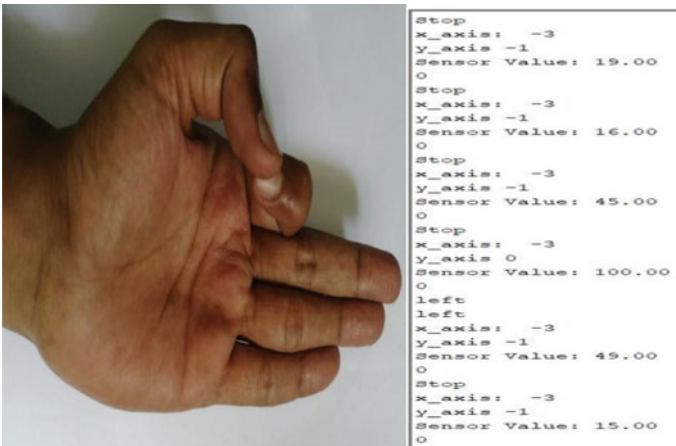 Stop
x_axis: -3
y_axis -1
Sensor Value: 19.00
0
Stop
x_axis: -3
y_axis -1
Sensor Value: 16.00
0
Stop
x_axis: -3
y_axis -1
Sensor Value: 45.00
0
Stop
x_axis: -3
y_axis 0
Sensor Value: 100.00
0
left
left
x_axis: -3
y_axis -1
Sensor Value: 49.00
0
Stop
x_axis: -3
y_axis -1
Sensor Value: 15.00
0